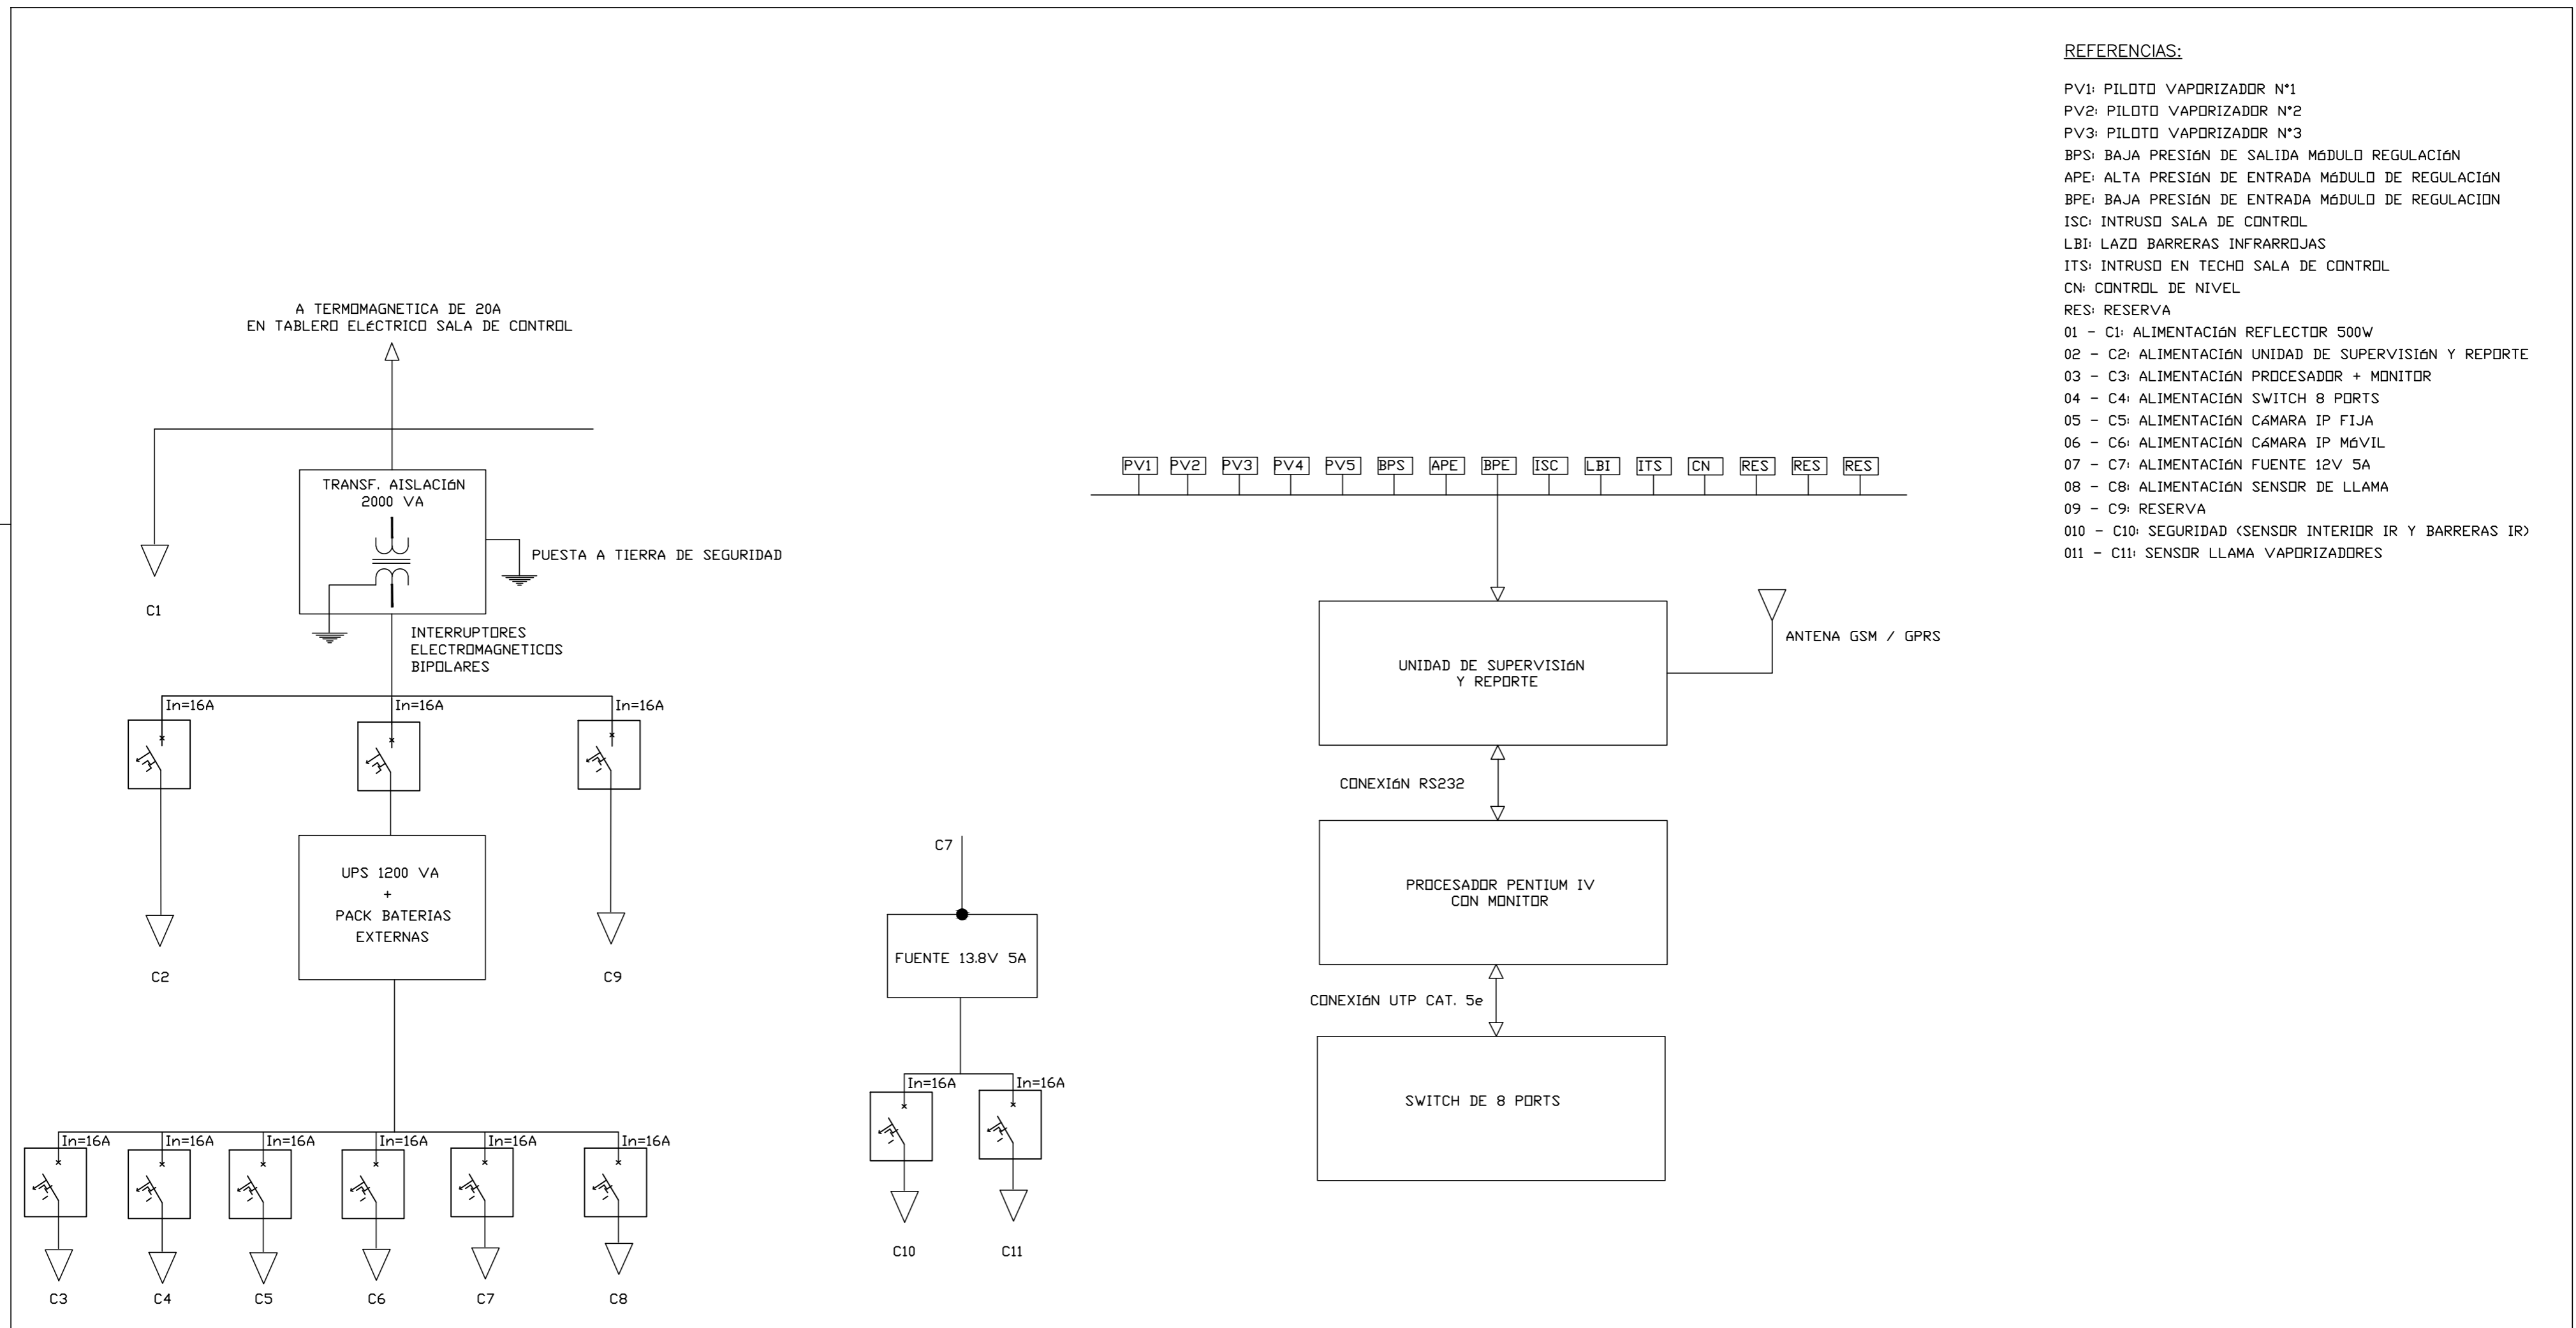 REFERENCIAS:
PV1: PILOTO VAPORIZADOR N°1
PV2: PILOTO VAPORIZADOR N°2
PV3: PILOTO VAPORIZADOR N°3
BPS: BAJA PRESIóN DE SALIDA MóDULO REGULACIóN
APE: ALTA PRESIóN DE ENTRADA MóDULO DE REGULACIóN
BPE: BAJA PRESIóN DE ENTRADA MóDULO DE REGULACION
ISC: INTRUSO SALA DE CONTROL
LBI: LAZO BARRERAS INFRARROJAS
ITS: INTRUSO EN TECHO SALA DE CONTROL
CN: CONTROL DE NIVEL
RES: RESERVA
01 - C1: ALIMENTACIóN REFLECTOR 500W
02 - C2: ALIMENTACIóN UNIDAD DE SUPERVISIóN Y REPORTE
03 - C3: ALIMENTACIóN PROCESADOR + MONITOR
04 - C4: ALIMENTACIóN SWITCH 8 PORTS
05 - C5: ALIMENTACIóN CáMARA IP FIJA
06 - C6: ALIMENTACIóN CáMARA IP MóVIL
07 - C7: ALIMENTACIóN FUENTE 12V 5A
08 - C8: ALIMENTACIóN SENSOR DE LLAMA
09 - C9: RESERVA
010 - C10: SEGURIDAD (SENSOR INTERIOR IR Y BARRERAS IR)
011 - C11: SENSOR LLAMA VAPORIZADORES
A TERMOMAGNETICA DE 20A
EN TABLERO ELéCTRICO SALA DE CONTROL
TRANSF. AISLACIóN
2000 VA
PUESTA A TIERRA DE SEGURIDAD
C1
INTERRUPTORES
ELECTROMAGNETICOS
BIPOLARES
In=16A In=16A In=16A
UPS 1200 VA
+
PACK BATERIAS
EXTERNAS
C2 C9
In=16A In=16A In=16A In=16A In=16A In=16A
C3 C4 C5 C6 C7 C8
C7
FUENTE 13.8V 5A
In=16A In=16A
C10 C11
PV1 PV2 PV3 PV4 PV5 BPS APE BPE ISC LBI ITS CN RES RES RES
UNIDAD DE SUPERVISIóN
Y REPORTE
ANTENA GSM / GPRS
CONEXIóN RS232
PROCESADOR PENTIUM IV
CON MONITOR
CONEXIóN UTP CAT. 5e
SWITCH DE 8 PORTS